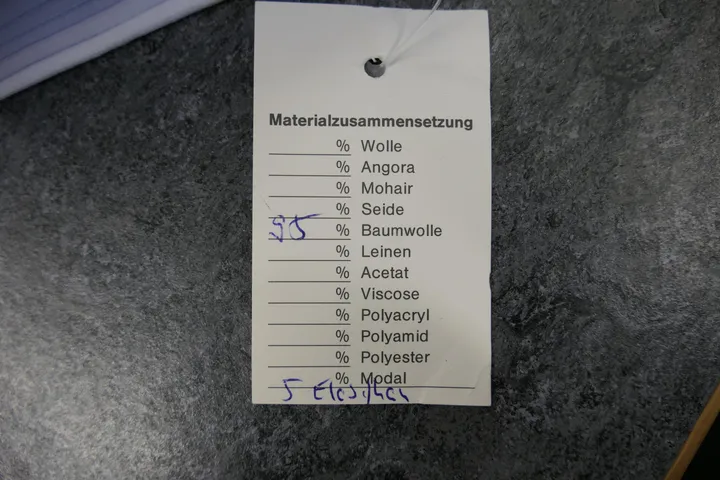 Materialzusammensetzung
% Wolle
% Angora
% Mohair
% Seide
95 % Baumwolle
% Leinen
% Acetat
% Viscose
% Polyacryl
% Polyamid
% Polyester
% Modal
5 Elasthan